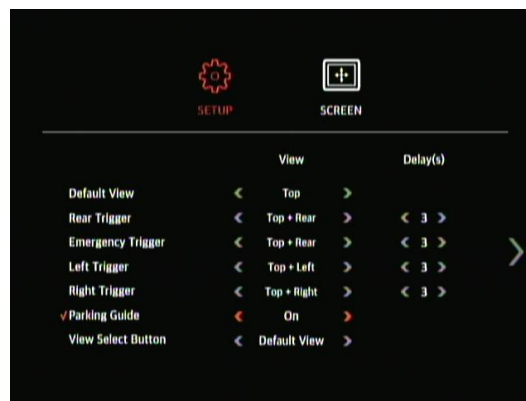 SETUP SCREEN
View Delay(s)
Default View Top
Rear Trigger Top + Rear 3
Emergency Trigger Top + Rear 3
Left Trigger Top + Left 3
Right Trigger Top + Right 3
√ Parking Guide On
View Select Button Default View